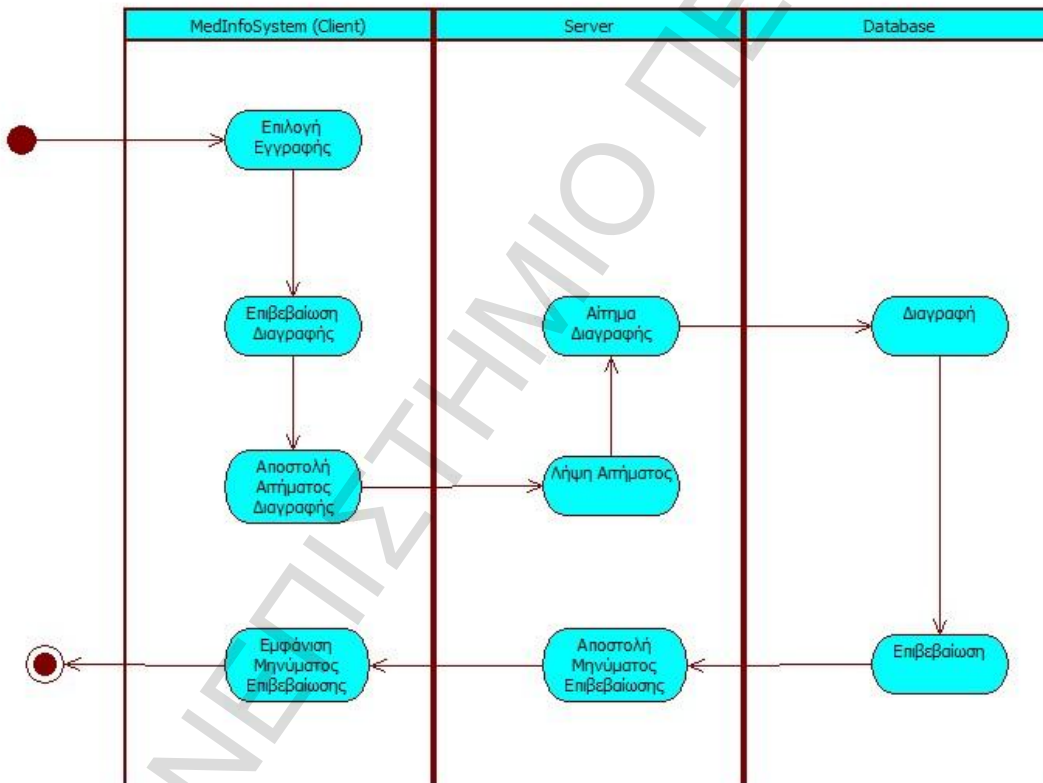 MedInfoSystem (Client)
Server
Database
Επιλογή
Εγγραφής
Επιβεβαίωση
Διαγραφής
Αίτημα
Διαγραφής
Διαγραφή
Αποστολή
Αιτήματος
Διαγραφής
Λήψη Αιτήματος
Εμφάνιση
Μηνύματος
Επιβεβαίωσης
Αποστολή
Μηνύματος
Επιβεβαίωσης
Επιβεβαίωση